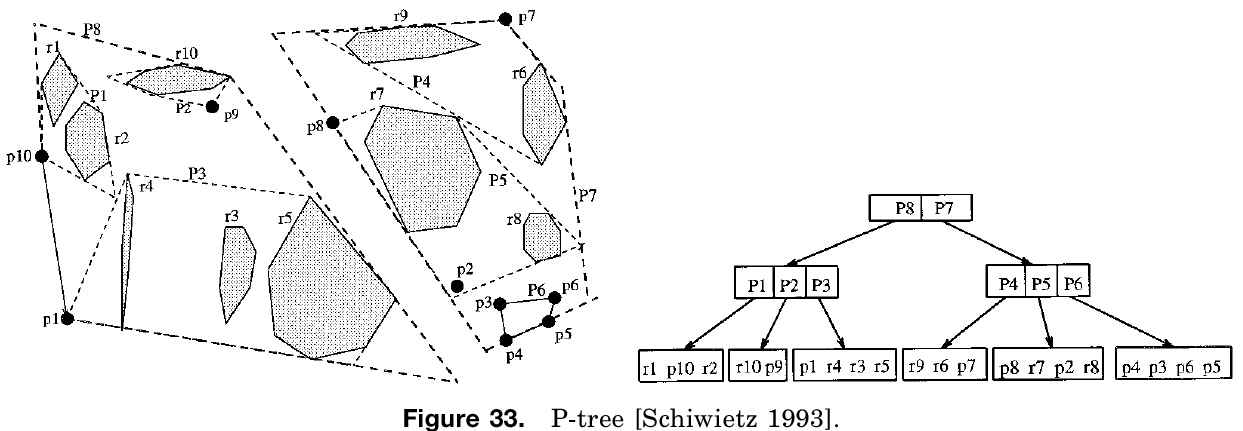 r9
p7
P8
r1
r10
r6
P4
P1
r7
P2
p9
p8
r2
p10
P3
r4
P5
P7
r3
r5
r8
p2
p6
P6
p3
p1
p5
p4
P8 P7
P1 P2 P3
P4 P5 P6
r1 p10 r2
r10 p9
p1 r4 r3 r5
r9 r6 p7
p8 r7 p2 r8
p4 p3 p6 p5
Figure 33. P-tree [Schiwietz 1993].